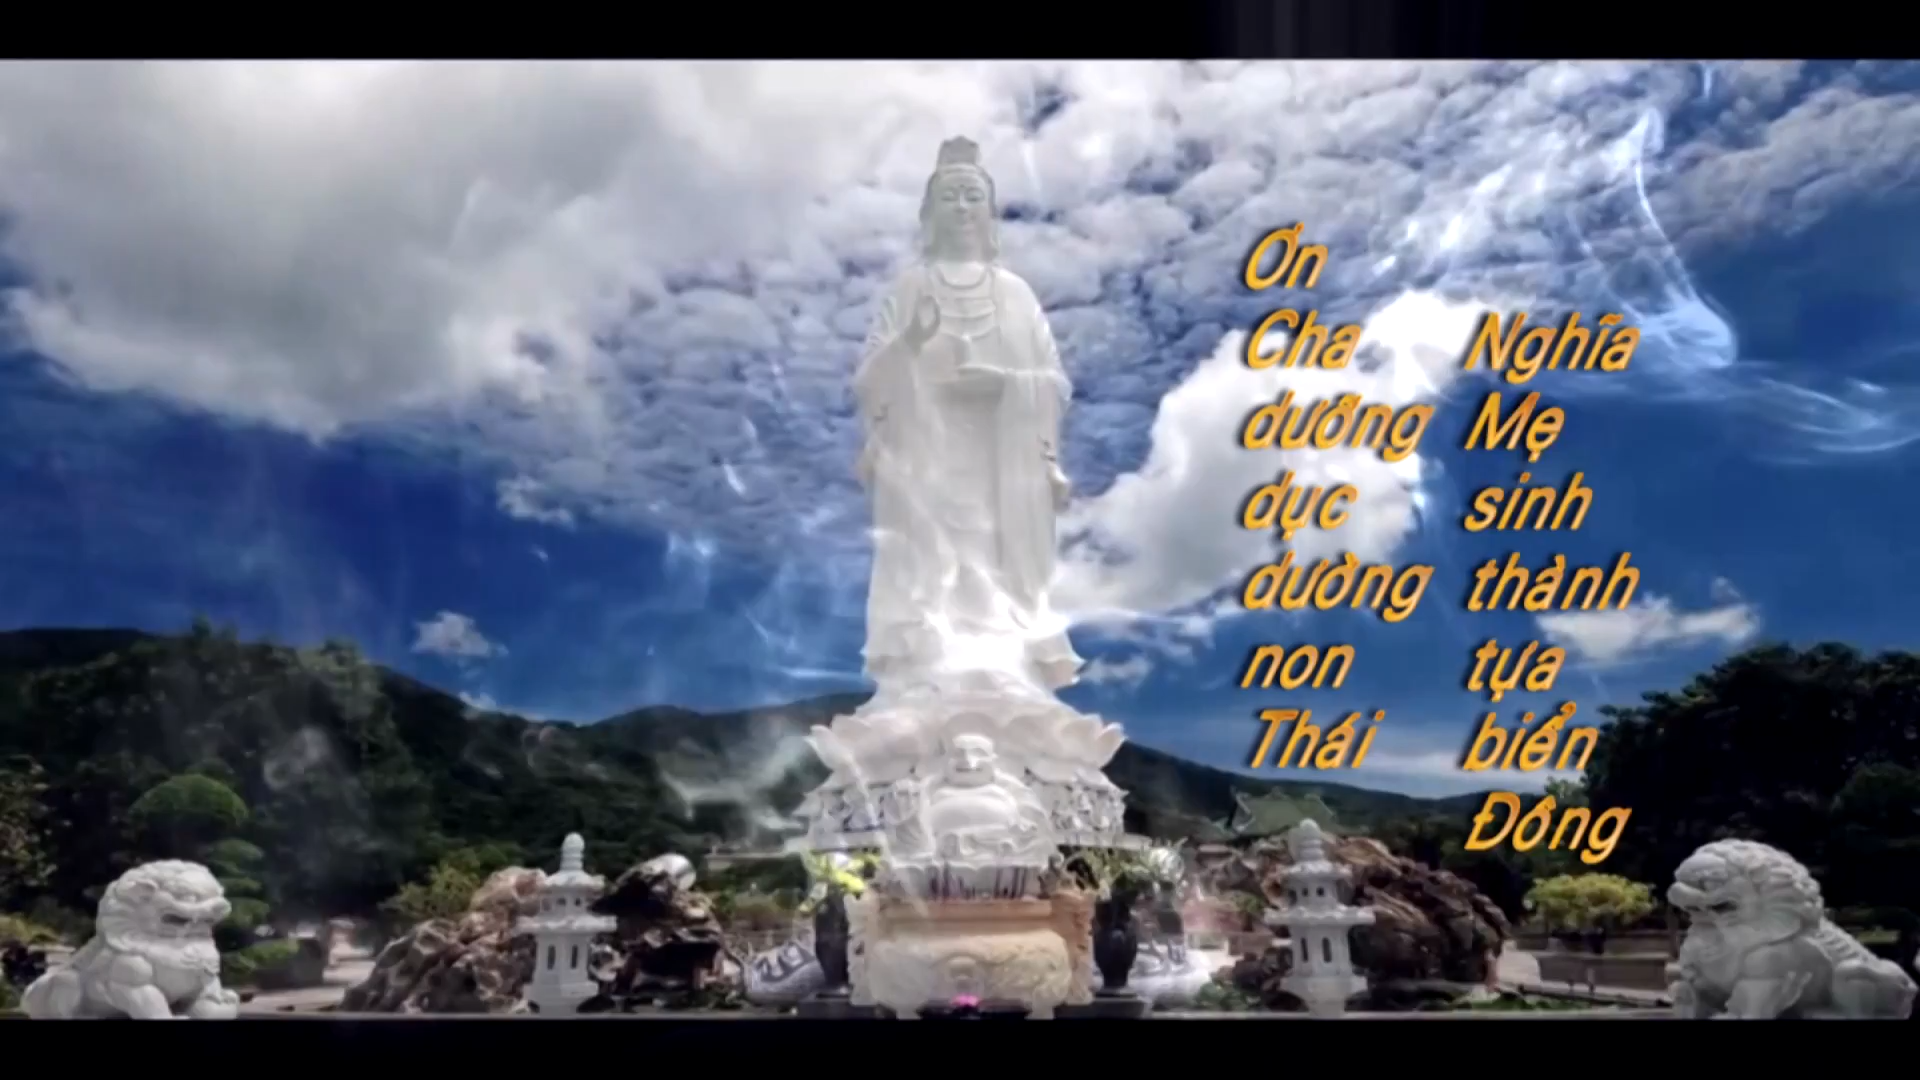 Ơn
Cha
dưỡng
dục
dường
non
Thái
Nghĩa
Mẹ
sinh
thành
tựa
biển
Đông